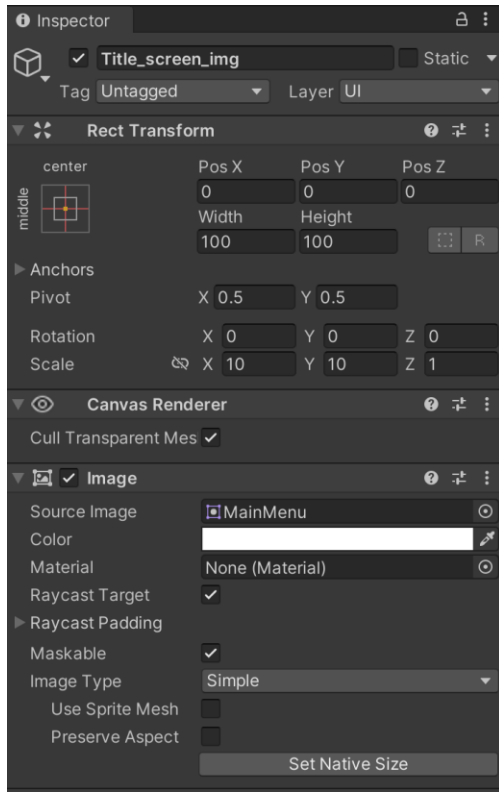 Inspector
Title_screen_img Static
Tag Untagged Layer UI
Rect Transform
center Pos X Pos Y Pos Z
middle 0 0 0
Width Height
100 100 R
Anchors
Pivot X 0.5 Y 0.5
Rotation X 0 Y 0 Z 0
Scale X 10 Y 10 Z 1
Canvas Renderer
Cull Transparent Mes
Image
Source Image MainMenu
Color
Material None (Material)
Raycast Target
Raycast Padding
Maskable
Image Type Simple
Use Sprite Mesh
Preserve Aspect
Set Native Size